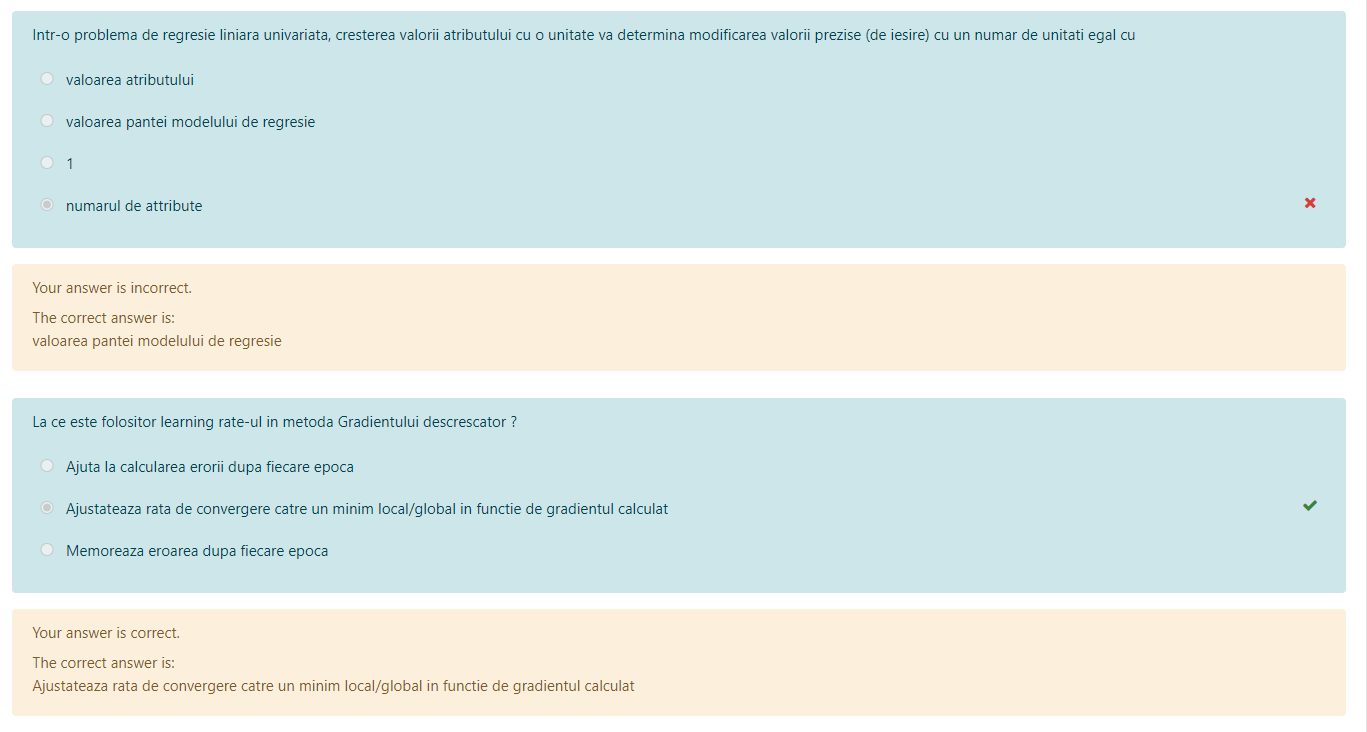 Intr-o problema de regresie liniara univariata, cresterea valorii atributului cu o unitate va determina modificarea valorii prezise (de iesire) cu un numar de unitati egal cu
valoarea atributului
valoarea pantei modelului de regresie
1
numarul de attribute
Your answer is incorrect.
The correct answer is:
valoarea pantei modelului de regresie
La ce este folositor learning rate-ul in metoda Gradientului descrescator ?
Ajuta la calcularea erorii dupa fiecare epoca
Ajustateaza rata de convergere catre un minim local/global in functie de gradientul calculat
Memoreaza eroarea dupa fiecare epoca
Your answer is correct.
The correct answer is:
Ajustateaza rata de convergere catre un minim local/global in functie de gradientul calculat